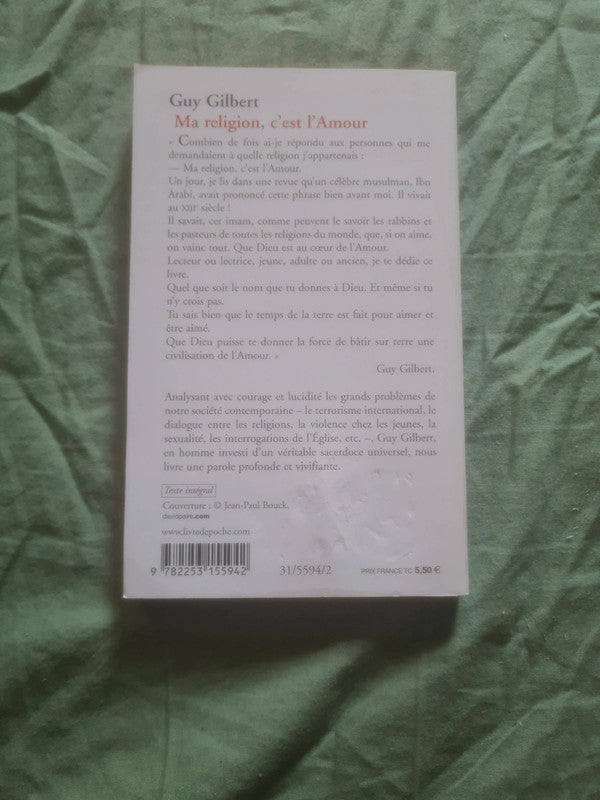 Guy Gilbert
Ma religion, c'est l'Amour
« Combien de fois ai-je répondu aux personnes qui me
demandaient à quelle religion j'appartenais :
— Ma religion, c'est l'Amour.
Un jour, je lis dans une revue qu'un célèbre musulman, Ibn
Arabi, avait prononcé cette phrase bien avant moi. Il vivait
au XIIIe siècle !
Il savait, cet imam, comme peuvent le savoir les rabbins et
les pasteurs de toutes les religions du monde, que, si on aime,
on vainc tout. Que Dieu est au cœur de l'Amour.
Lecteur ou lectrice, jeune, adulte ou ancien, je te dédie ce
livre.
Quel que soit le nom que tu donnes à Dieu. Et même si tu
n'y crois pas.
Tu sais bien que le temps de la terre est fait pour aimer et
être aimé.
Que Dieu puisse te donner la force de bâtir sur terre une
civilisation de l'Amour. »
Guy Gilbert.
Analysant avec courage et lucidité les grands problèmes de
notre société contemporaine – le terrorisme international, le
dialogue entre les religions, la violence chez les jeunes, la
sexualité, les interrogations de l'Église, etc. –, Guy Gilbert,
en homme investi d'un véritable sacerdoce universel, nous
livre une parole profonde et vivifiante.
Texte intégral
Couverture : © Jean-Paul Bouck.
davidpaire.com
www.livredepoche.com
9 782253 155942
31/5594/2
PRIX FRANCE TC 5,50 €